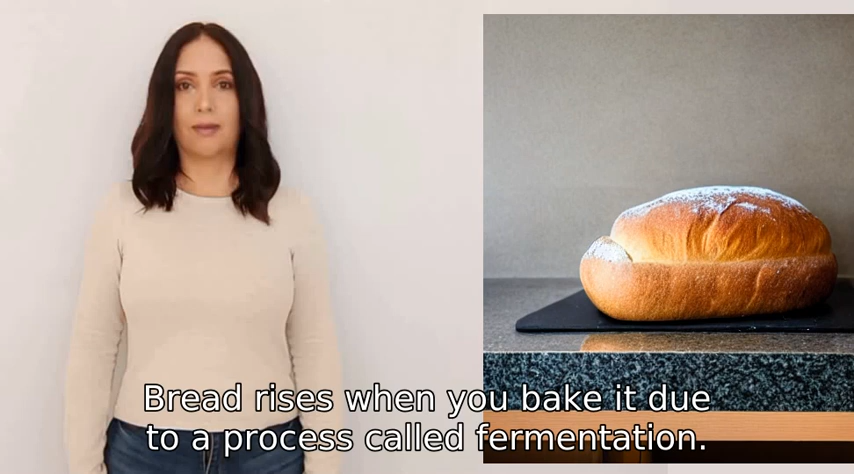 Bread rises when you bake it due
to a process called fermentation.